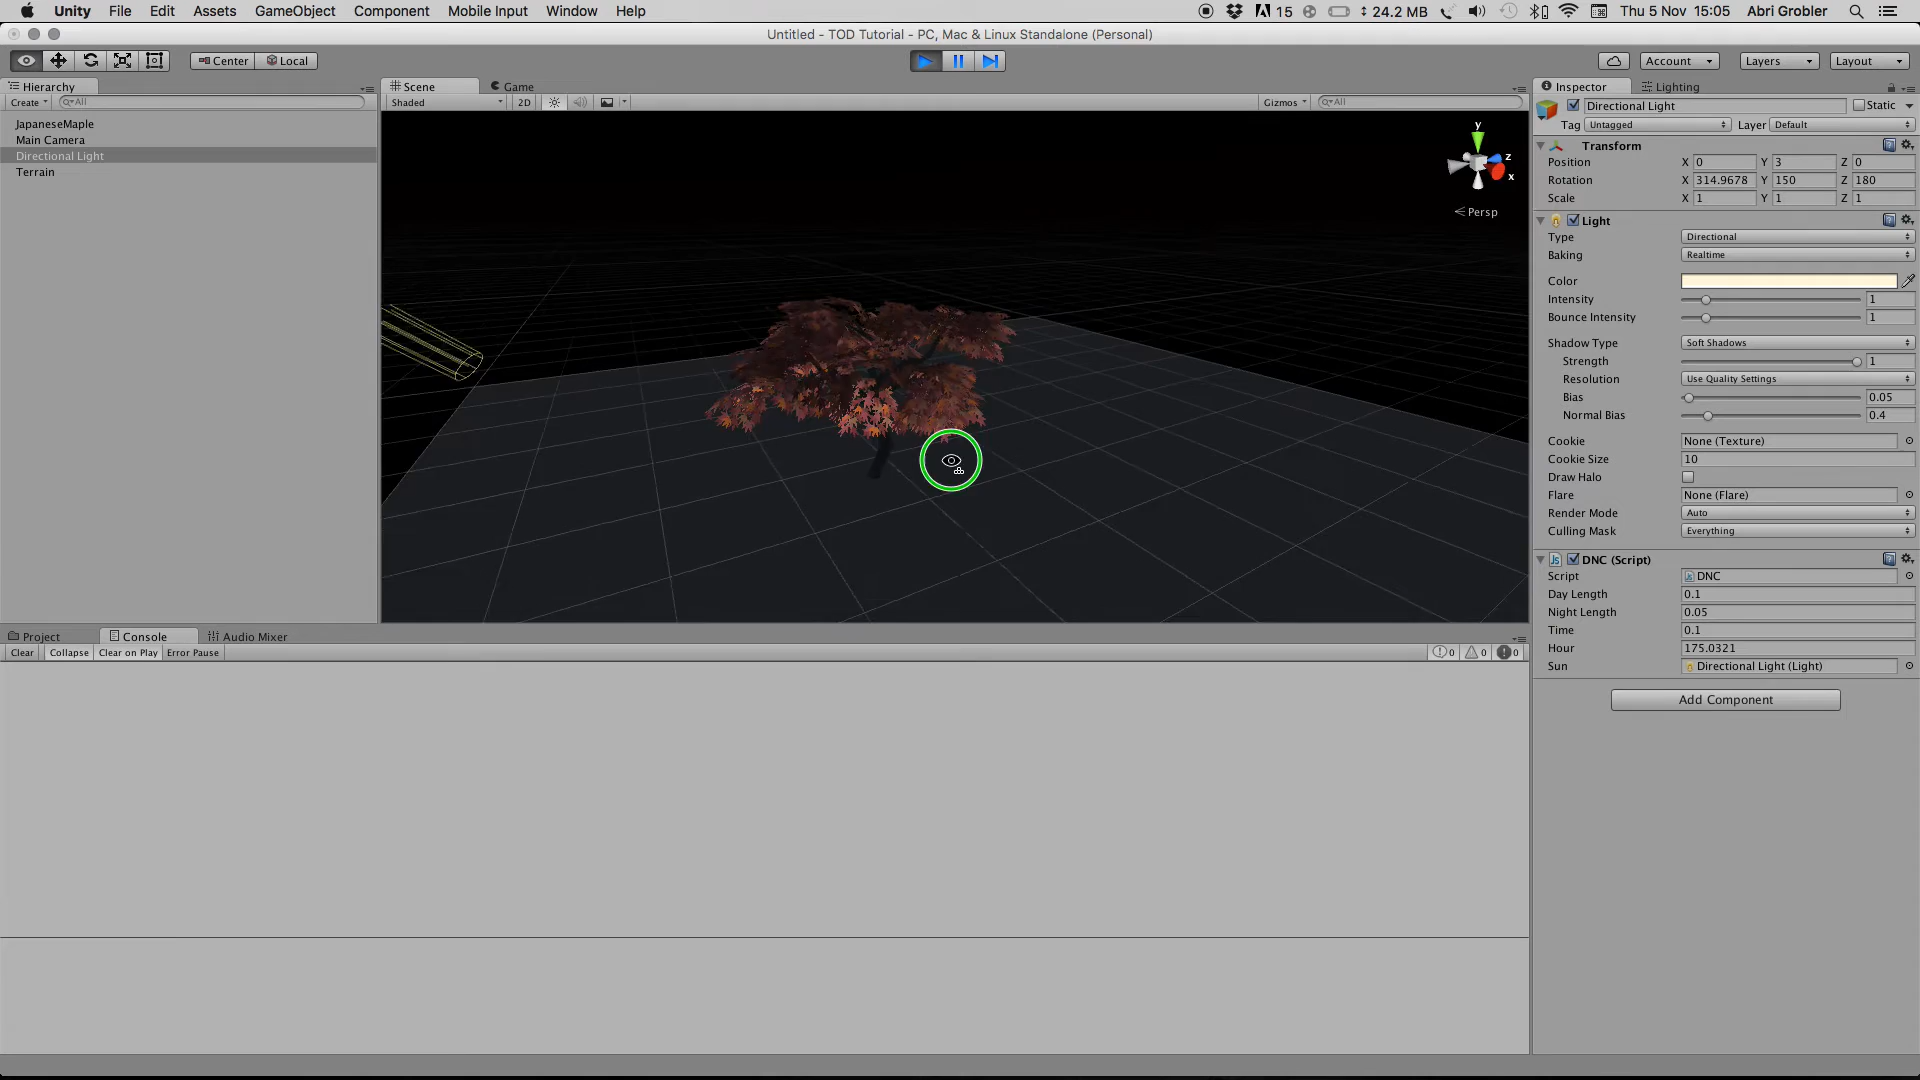 Unity File Edit Assets GameObject Component Mobile Input Window Help 15 24.2 MB Thu 5 Nov 15:05 Abri Grobler
Untitled - TOD Tutorial - PC, Mac & Linux Standalone (Personal)
Center Local Account Layers Layout
Hierarchy
Create All
JapaneseMaple
Main Camera
Directional Light
Terrain
Scene Game
Shaded 2D Gizmos All
y
z
x
Persp
Inspector Lighting
Directional Light Static
Tag Untagged Layer Default
Transform
Position X 0 Y 3 Z 0
Rotation X 314.9678 Y 150 Z 180
Scale X 1 Y 1 Z 1
Light
Type Directional
Baking Realtime
Color
Intensity 1
Bounce Intensity 1
Shadow Type Soft Shadows
Strength 1
Resolution Use Quality Settings
Bias 0.05
Normal Bias 0.4
Cookie None (Texture)
Cookie Size 10
Draw Halo
Flare None (Flare)
Render Mode Auto
Culling Mask Everything
Js DNC (Script)
Script DNC
Day Length 0.1
Night Length 0.05
Time 0.1
Hour 175.0321
Sun Directional Light (Light)
Add Component
Project Console Audio Mixer
Clear Collapse Clear on Play Error Pause 0 0 0